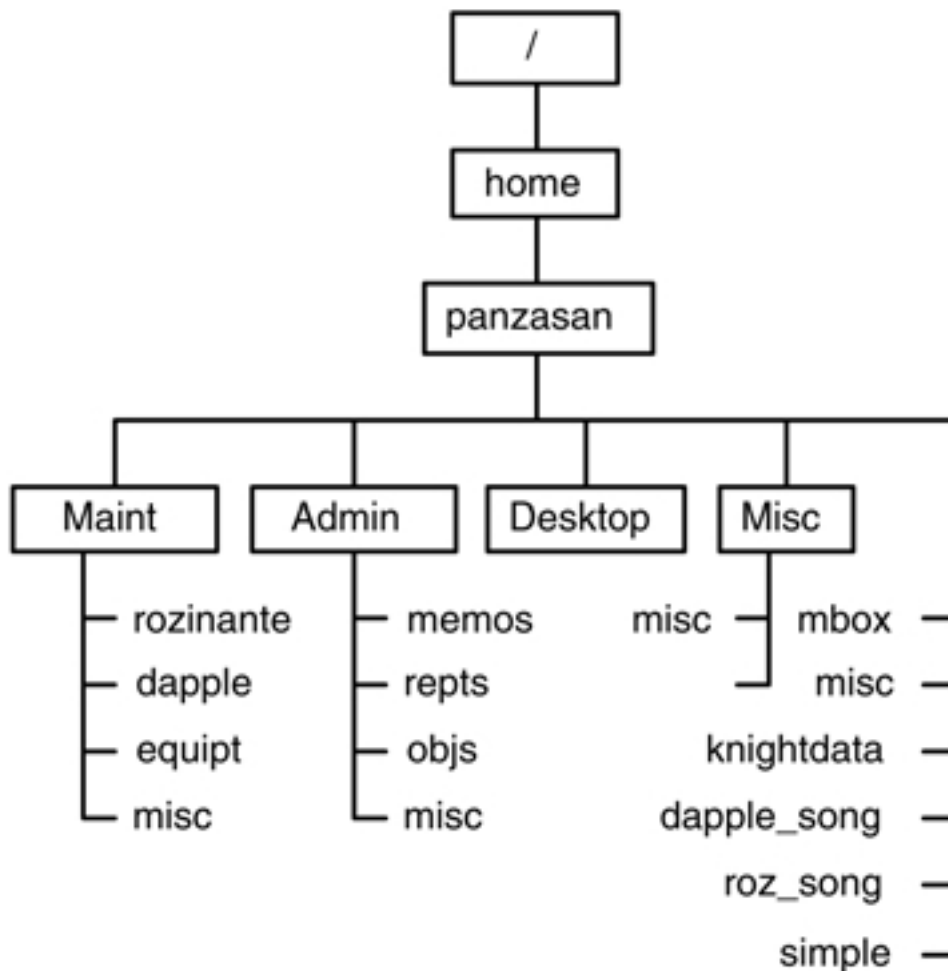 /
home
panzasan
Maint Admin Desktop Misc
rozinante memos misc mbox
dapple repts misc
equipt objs knightdata
misc misc dapple_song
roz_song
simple